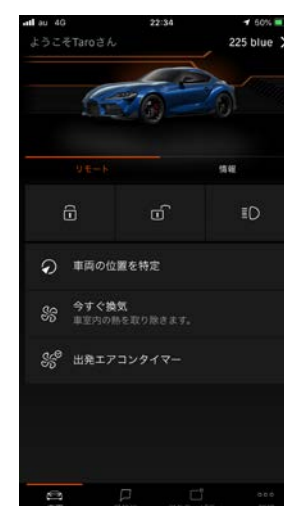 au 4G 22:34 50%
ようこそTaroさん 225 blue
リモート 情報
車両の位置を特定
今すぐ換気
車室内の熱を取り除きます。
出発エアコンタイマー